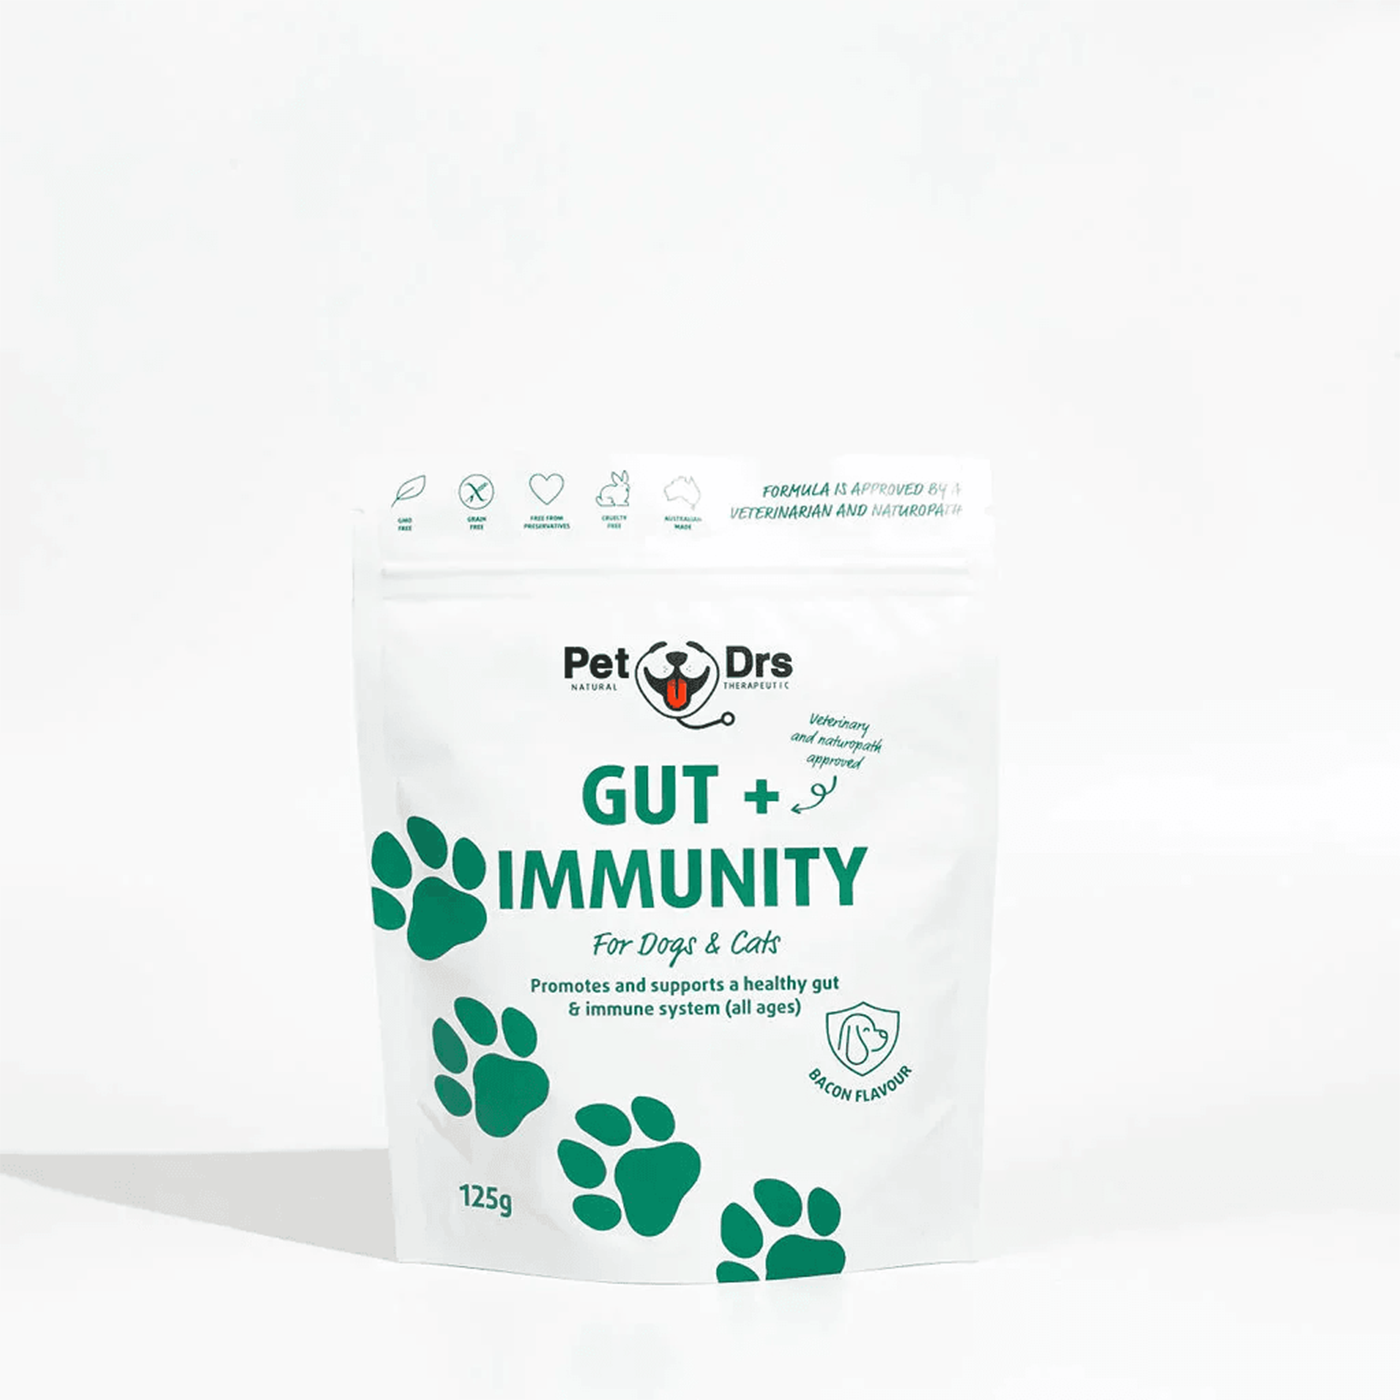 GMO
FREE
GRAIN
FREE
FREE FROM
PRESERVATIVES
CRUELTY
FREE
AUSTRALIAN
MADE
FORMULA IS APPROVED BY A
VETERINARIAN AND NATUROPATH
Pet Drs
NATURAL THERAPEUTIC
Veterinary
and naturopath
approved
GUT +
IMMUNITY
For Dogs & Cats
Promotes and supports a healthy gut
& immune system (all ages)
BACON FLAVOUR
125g